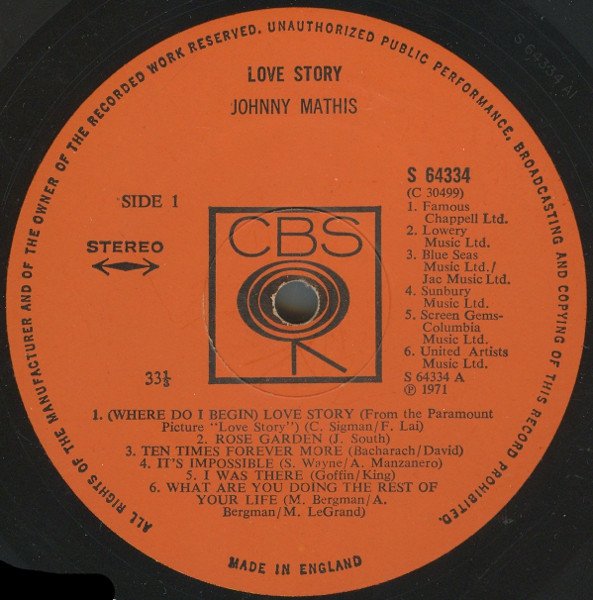 ALL RIGHTS OF THE MANUFACTURER AND OF THE OWNER OF THE RECORDED WORK RESERVED. UNAUTHORIZED PUBLIC PERFORMANCE, BROADCASTING AND COPYING OF THIS RECORD PROHIBITED.
LOVE STORY
JOHNNY MATHIS
S 64334 A1
SIDE 1
STEREO
33⅓
CBS
S 64334
(C 30499)
1. Famous
Chappell Ltd.
2. Lowery
Music Ltd.
3. Blue Seas
Music Ltd./
Jac Music Ltd.
4. Sunbury
Music Ltd.
5. Screen Gems-
Columbia
Music Ltd.
6. United Artists
Music Ltd.
S 64334 A
Ⓟ 1971
1. (WHERE DO I BEGIN) LOVE STORY (From the Paramount
Picture "Love Story") (C. Sigman/F. Lai)
2. ROSE GARDEN (J. South)
3. TEN TIMES FOREVER MORE (Bacharach/David)
4. IT'S IMPOSSIBLE (S. Wayne/A. Manzanero)
5. I WAS THERE (Goffin/King)
6. WHAT ARE YOU DOING THE REST OF
YOUR LIFE (M. Bergman/A.
Bergman/M. LeGrand)
MADE IN ENGLAND